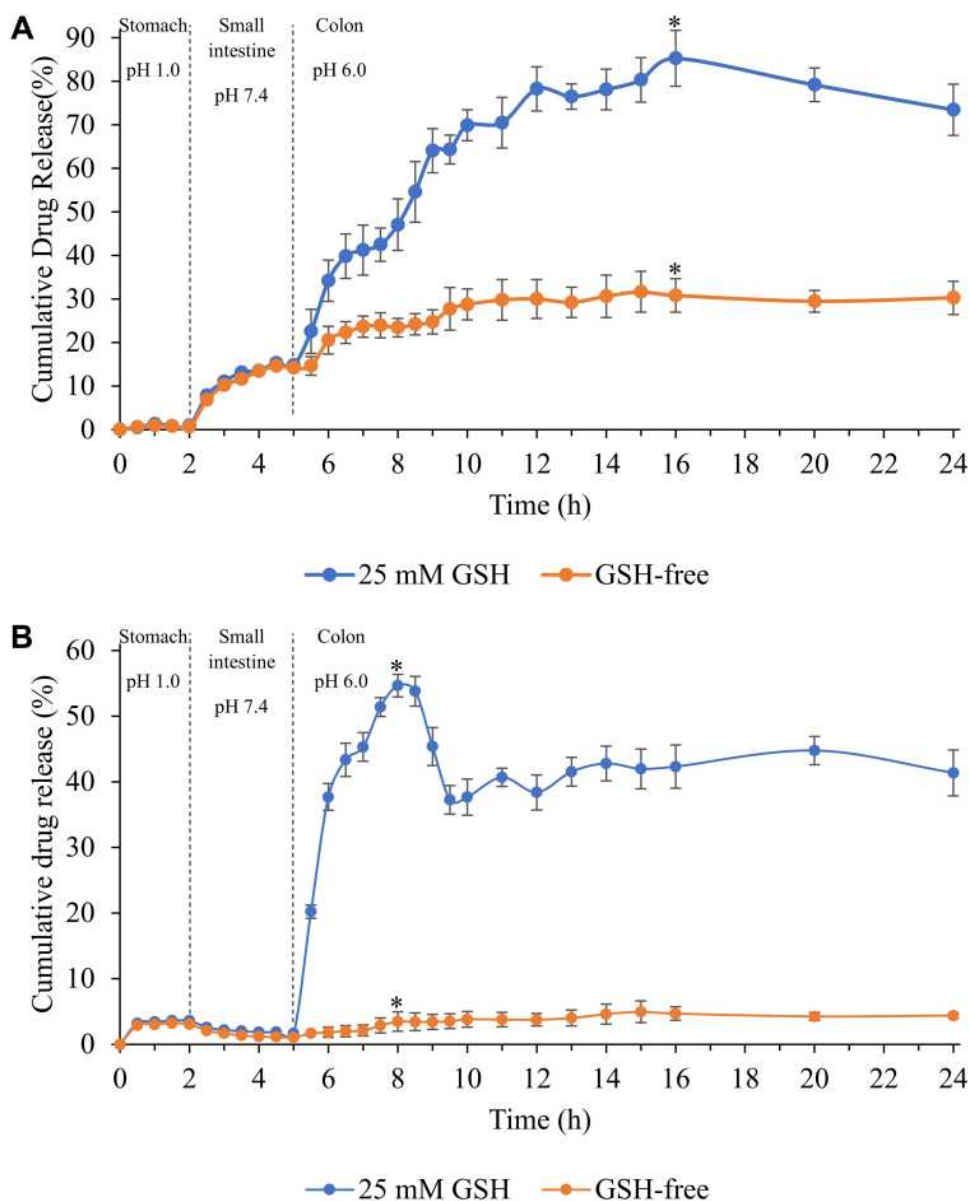 A
Stomach
pH 1.0
Small
intestine
pH 7.4
Colon
pH 6.0
Cumulative Drug Release(%)
90
80
70
60
50
40
30
20
10
0
*
*
0 2 4 6 8 10 12 14 16 18 20 22 24
Time (h)
25 mM GSH GSH-free
B
Stomach
pH 1.0
Small
intestine
pH 7.4
Colon
pH 6.0
Cumulative drug release (%)
60
50
40
30
20
10
0
*
*
0 2 4 6 8 10 12 14 16 18 20 22 24
Time (h)
25 mM GSH GSH-free